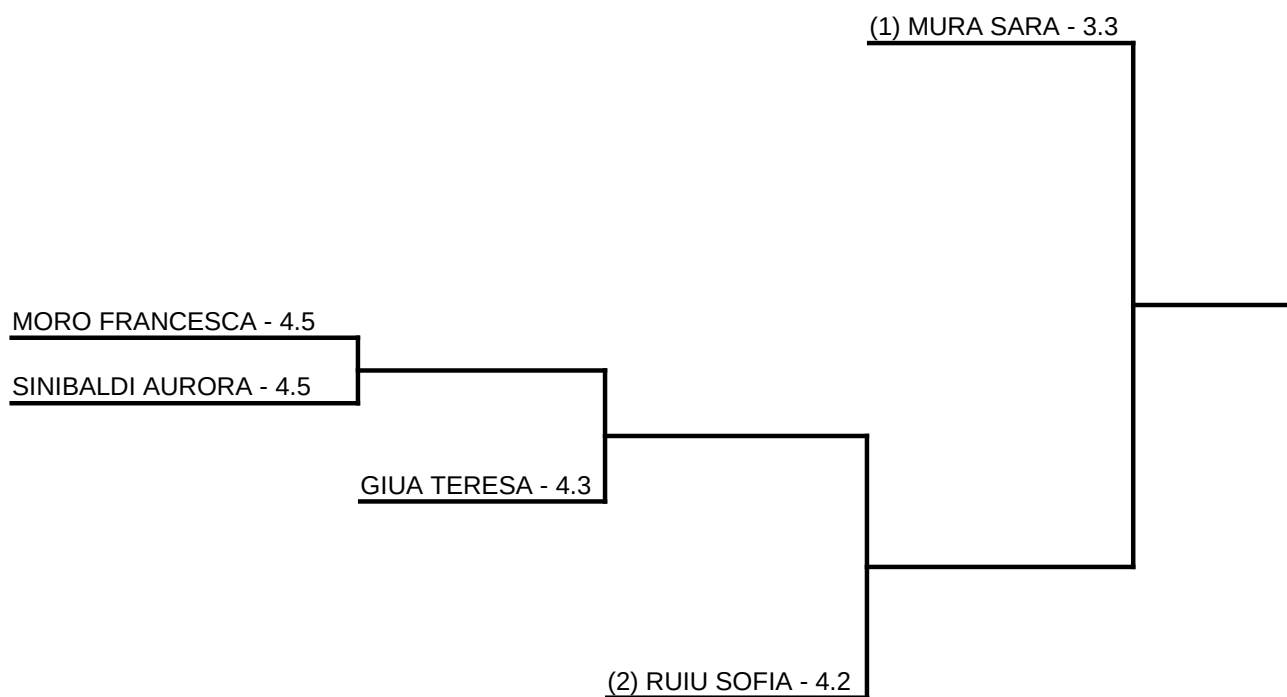 (1) MURA SARA - 3.3
MORO FRANCESCA - 4.5
SINIBALDI AURORA - 4.5
GIUA TERESA - 4.3
(2) RUIU SOFIA - 4.2